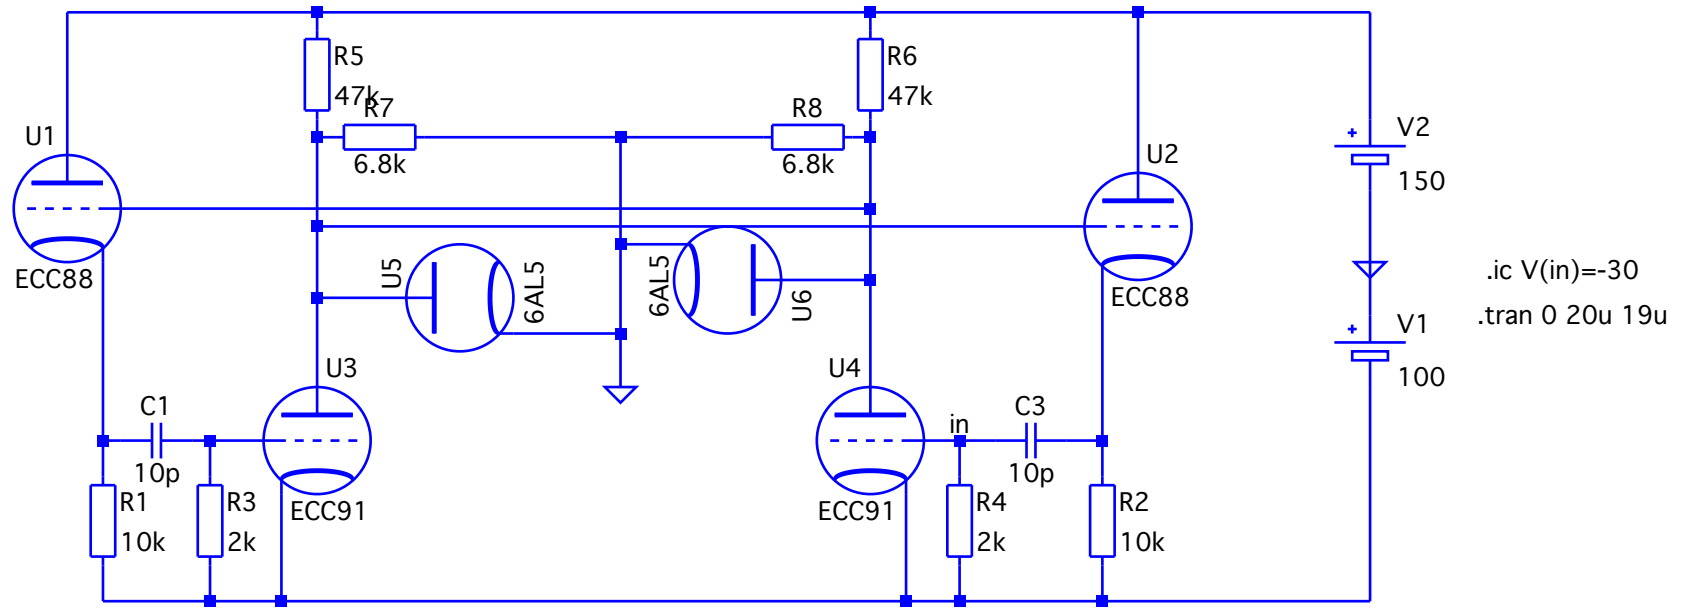 R5
47k
R6
47k
R7
6.8k
R8
6.8k
U1
ECC88
U2
ECC88
V2
+
150
U5
6AL5
6AL5
U6
.ic V(in)=-30
.tran 0 20u 19u
V1
+
100
U3
ECC91
U4
ECC91
C1
10p
in
C3
10p
R1
10k
R3
2k
R4
2k
R2
10k